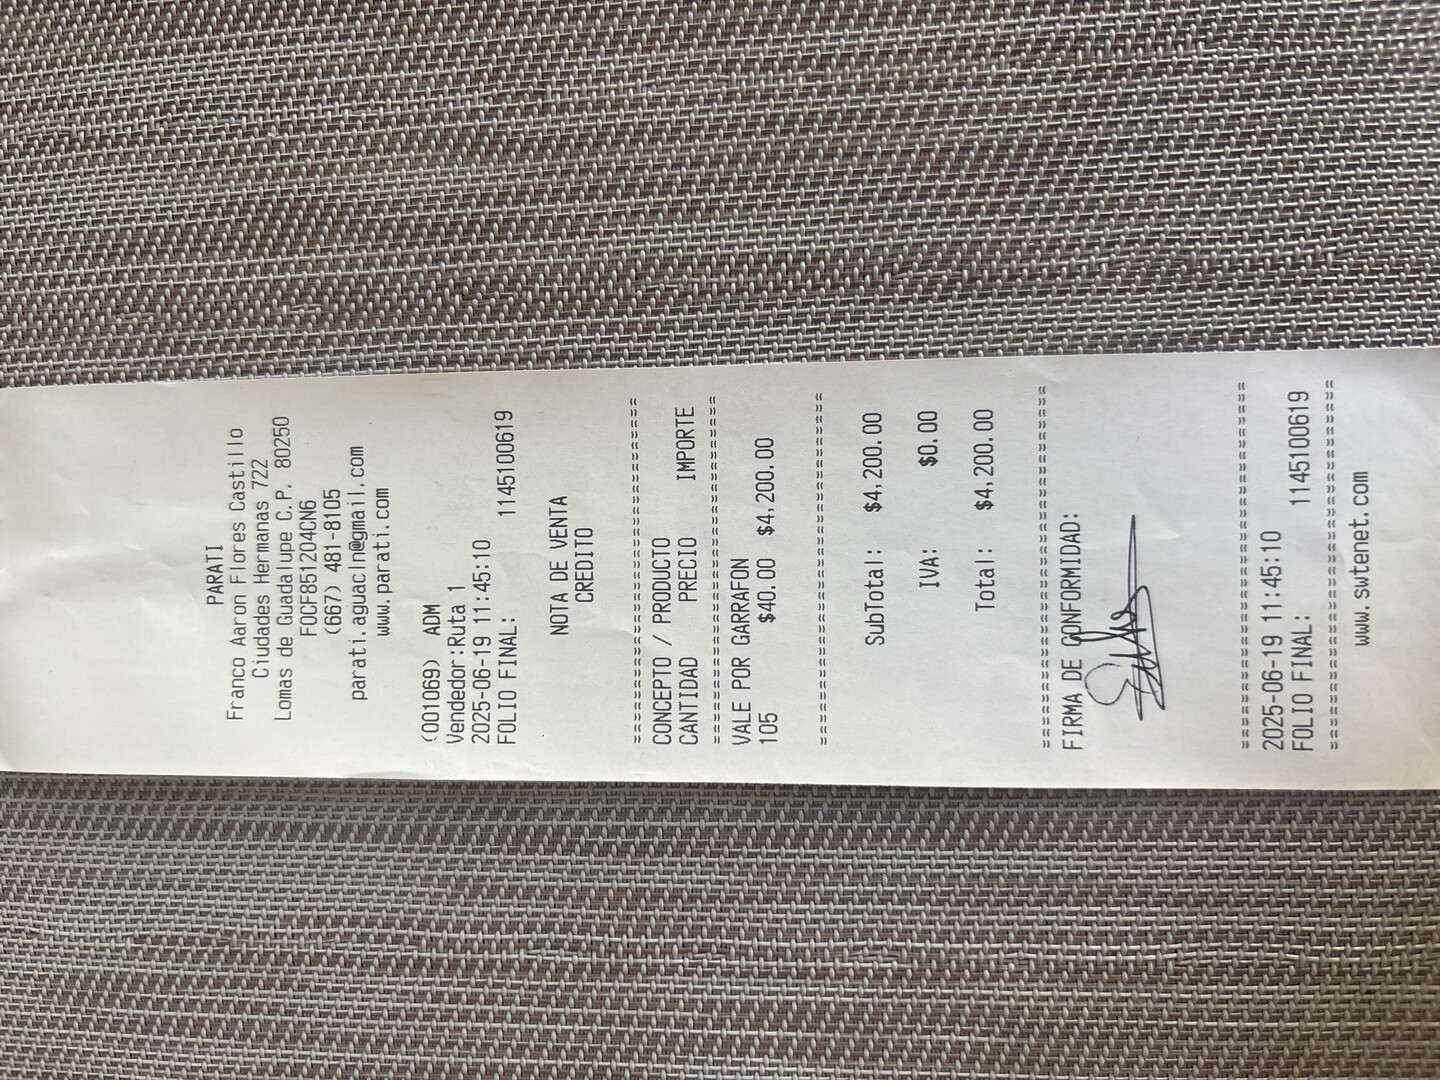 PARATI
Franco Aaron Flores Castillo
Ciudades Hermanas 722
Lomas de Guadalupe C.P. 80250
FOCF851204CN6
(667) 481-8105
parati.aguacln@gmail.com
www.parati.com
(001069) ADM
Vendedor:Ruta 1
2025-06-19 11:45:10
FOLIO FINAL: 1145100619
NOTA DE VENTA
CREDITO
==============================
CONCEPTO / PRODUCTO
CANTIDAD PRECIO IMPORTE
==============================
VALE POR GARRAFON
105 $40.00 $4,200.00
==============================
SubTotal: $4,200.00
IVA: $0.00
Total: $4,200.00
==============================
FIRMA DE CONFORMIDAD:
==============================
2025-06-19 11:45:10
FOLIO FINAL: 1145100619
==============================
www.swtenet.com